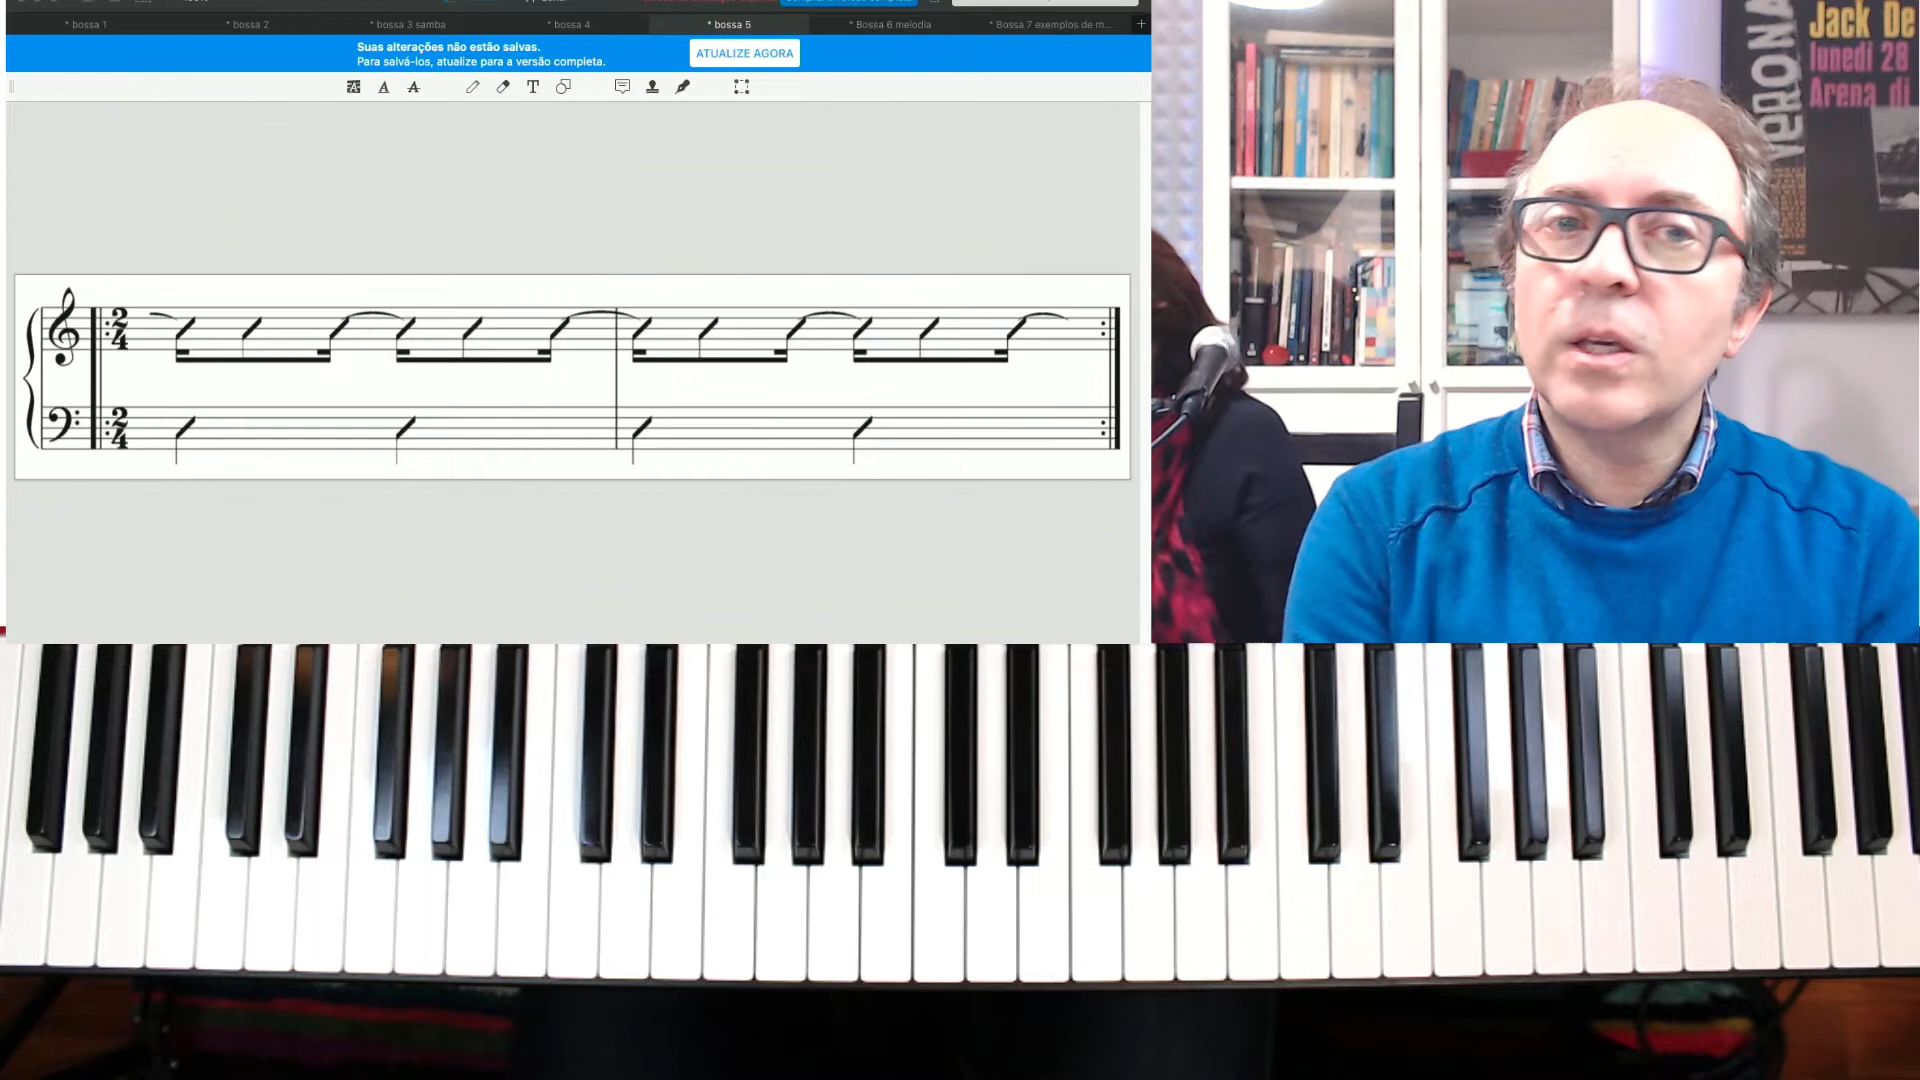 * bossa 1
* bossa 2
* bossa 3 samba
* bossa 4
* bossa 5
* Bossa 6 melodia
* Bossa 7 exemplos de m...
Suas alterações não estão salvas.
Para salvá-los, atualize para a versão completa.
ATUALIZE AGORA
A
A
A
T
2
4
2
4
VERONA
Jack De
lunedi 28
Arena di